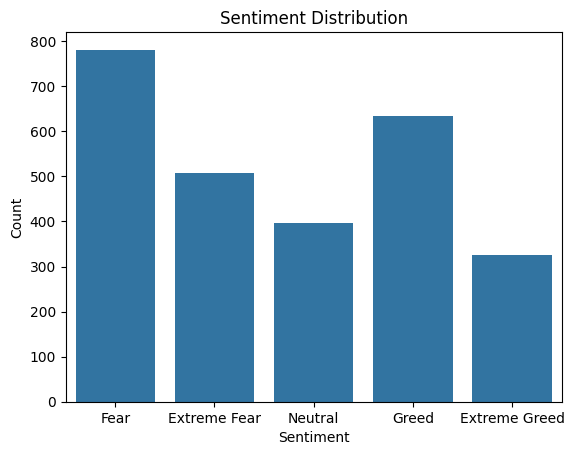 Sentiment Distribution
800
700
600
500
400
300
200
100
0
Count
Fear Extreme Fear Neutral Greed Extreme Greed
Sentiment